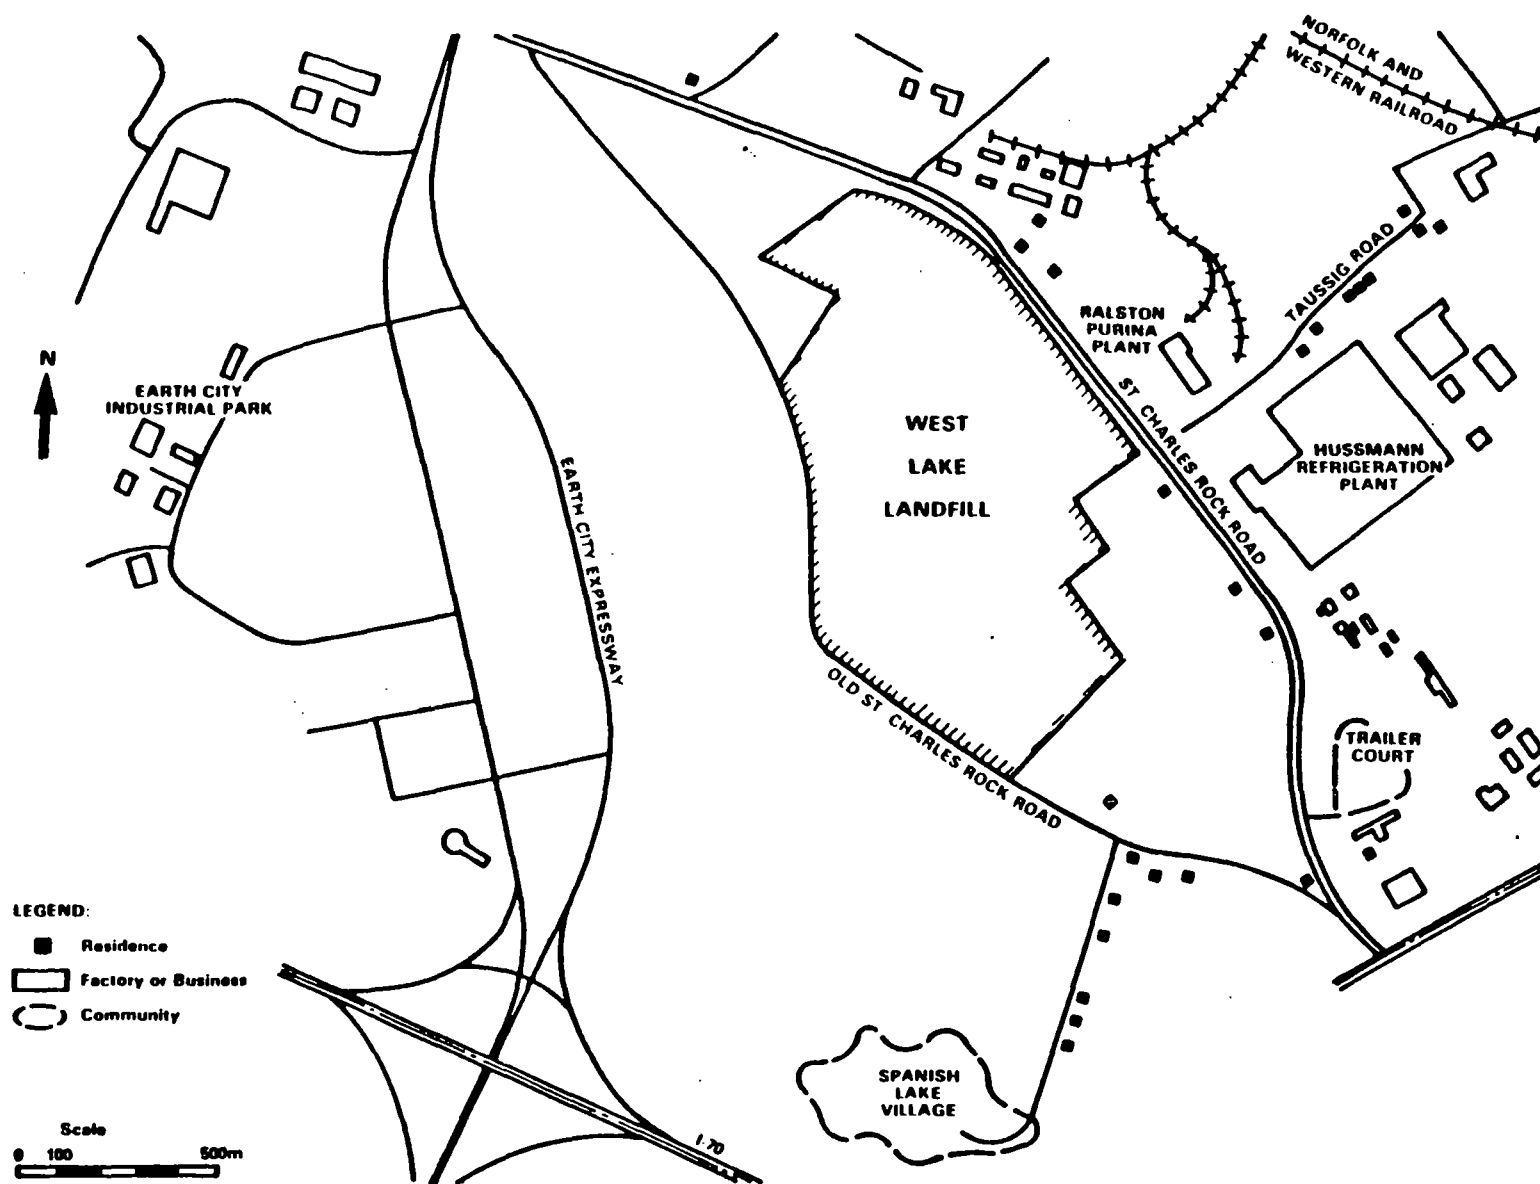 NORFOLK AND
WESTERN RAILROAD
TAUSSIG ROAD
RALSTON
PURINA
PLANT
N
EARTH CITY
INDUSTRIAL PARK
WEST
LAKE
LANDFILL
ST CHARLES ROCK ROAD
HUSSMANN
REFRIGERATION
PLANT
EARTH CITY EXPRESSWAY
OLD ST CHARLES ROCK ROAD
TRAILER
COURT
LEGEND:
Residence
Factory or Business
Community
SPANISH
LAKE
VILLAGE
Scale
0 100 500m
I-70